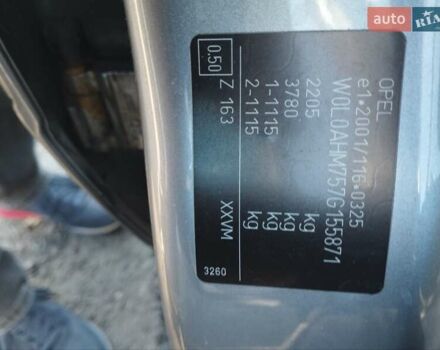 OPEL
e1*2001/116*0325
W0L0AHM757G155871
2205 kg
3780 kg
1-1115 kg
2-1115 kg
0.50 Z 163 XXVM
3260
auto RIA